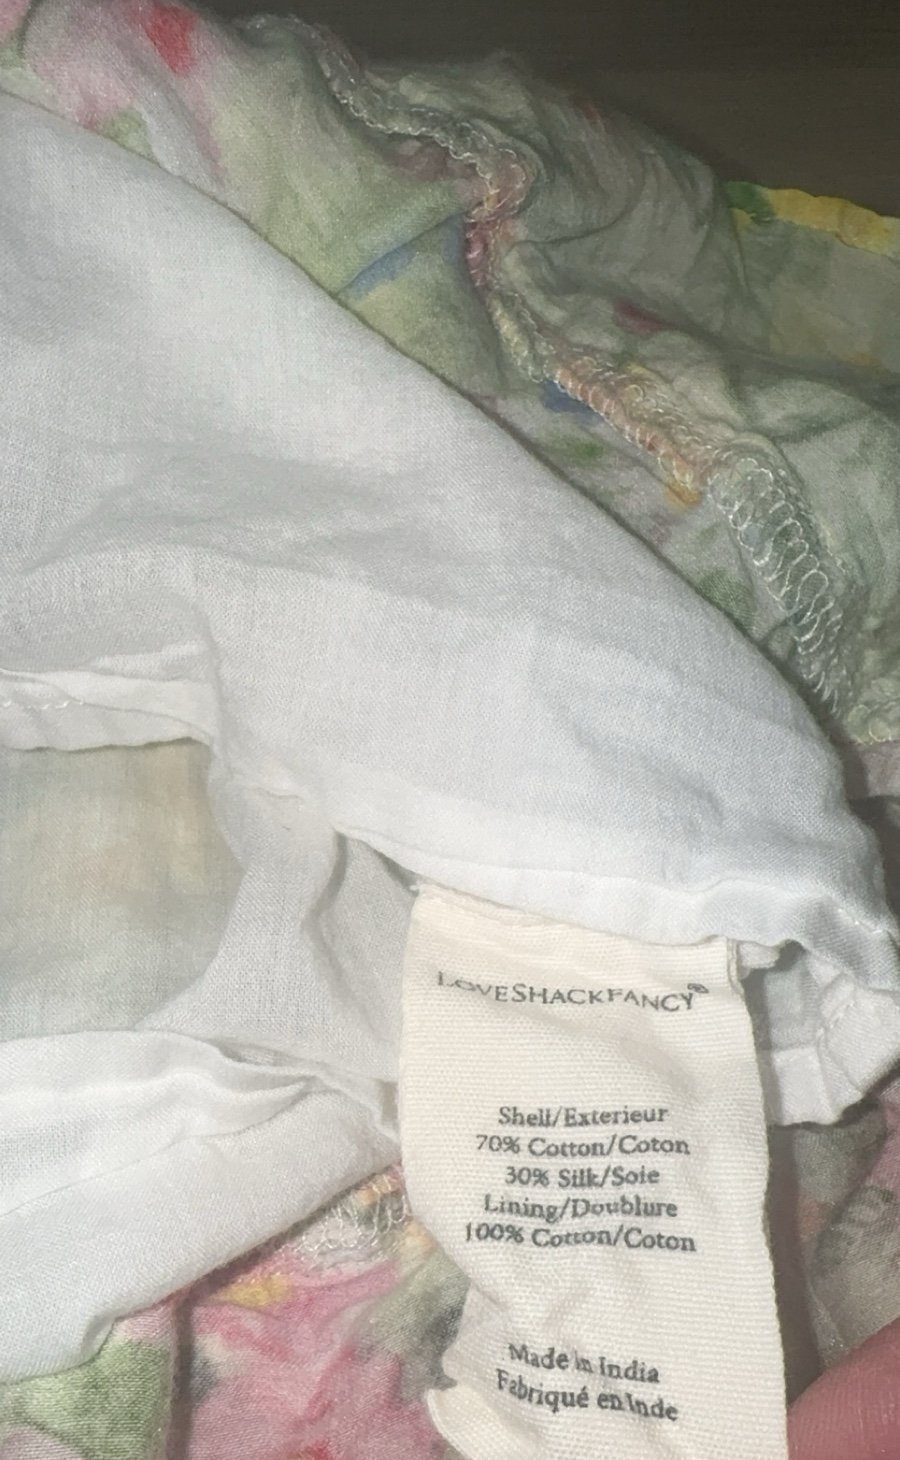 LOVESHACKFANCY®
Shell/Exterieur
70% Cotton/Coton
30% Silk/Soie
Lining/Doublure
100% Cotton/Coton
Made in India
Fabriqué en Inde